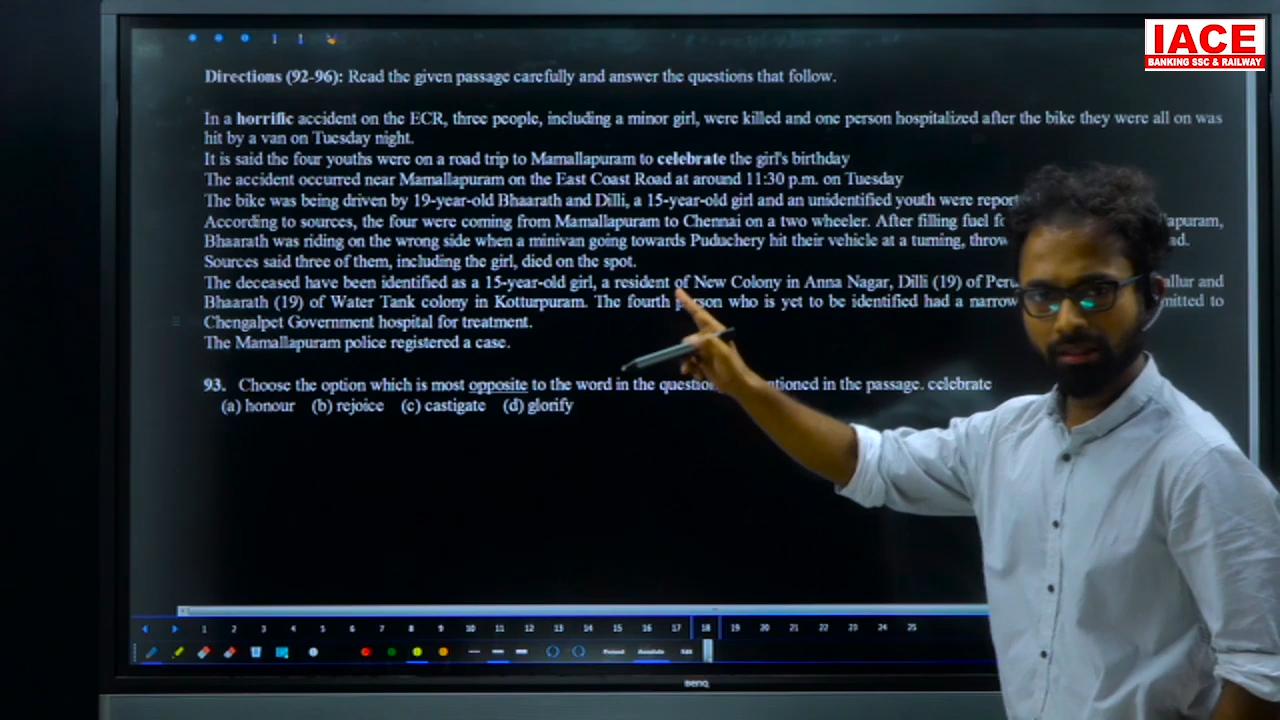 IACE
BANKING SSC & RAILWAY
Directions (92-96): Read the given passage carefully and answer the questions that follow.
In a horrific accident on the ECR, three people, including a minor girl, were killed and one person hospitalized after the bike they were all on was
hit by a van on Tuesday night.
It is said the four youths were on a road trip to Mamallapuram to celebrate the girl's birthday
The accident occurred near Mamallapuram on the East Coast Road at around 11:30 p.m. on Tuesday
The bike was being driven by 19-year-old Bhaarath and Dilli, a 15-year-old girl and an unidentified youth were
According to sources, the four were coming from Mamallapuram to Chennai on a two wheeler. After filling fuel
Bhaarath was riding on the wrong side when a minivan going towards Puduchery hit their vehicle at a turning,
Sources said three of them, including the girl, died on the spot.
The deceased have been identified as a 15-year-old girl, a resident of New Colony in Anna Nagar, Dilli (19) of and
Bhaarath (19) of Water Tank colony in Kotturpuram. The fourth person who is yet to be identified had a narrow to
Chengalpet Government hospital for treatment.
The Mamallapuram police registered a case.
93. Choose the option which is most opposite to the word in the in the passage. celebrate
(a) honour (b) rejoice (c) castigate (d) glorify
1 2 3 4 5 6 7 8 9 10 11 12 13 14 15 16 17 18 19 20 21 22 23 24 25
Annotate Edit
BenQ